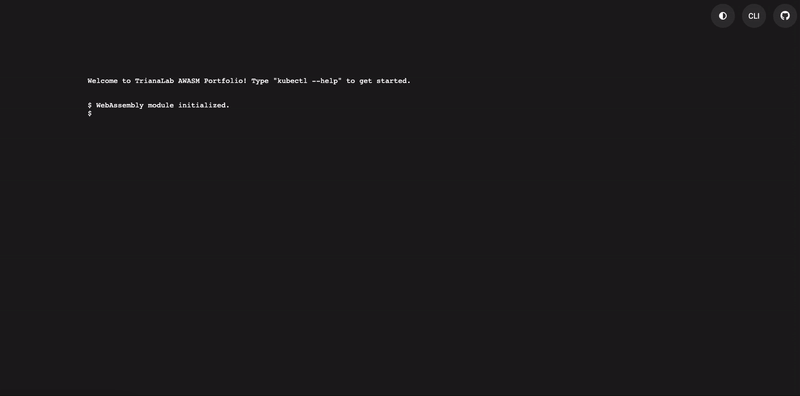 CLI
Welcome to TrianaLab AWASM Portfolio! Type "kubectl --help" to get started.
$ WebAssembly module initialized.
$